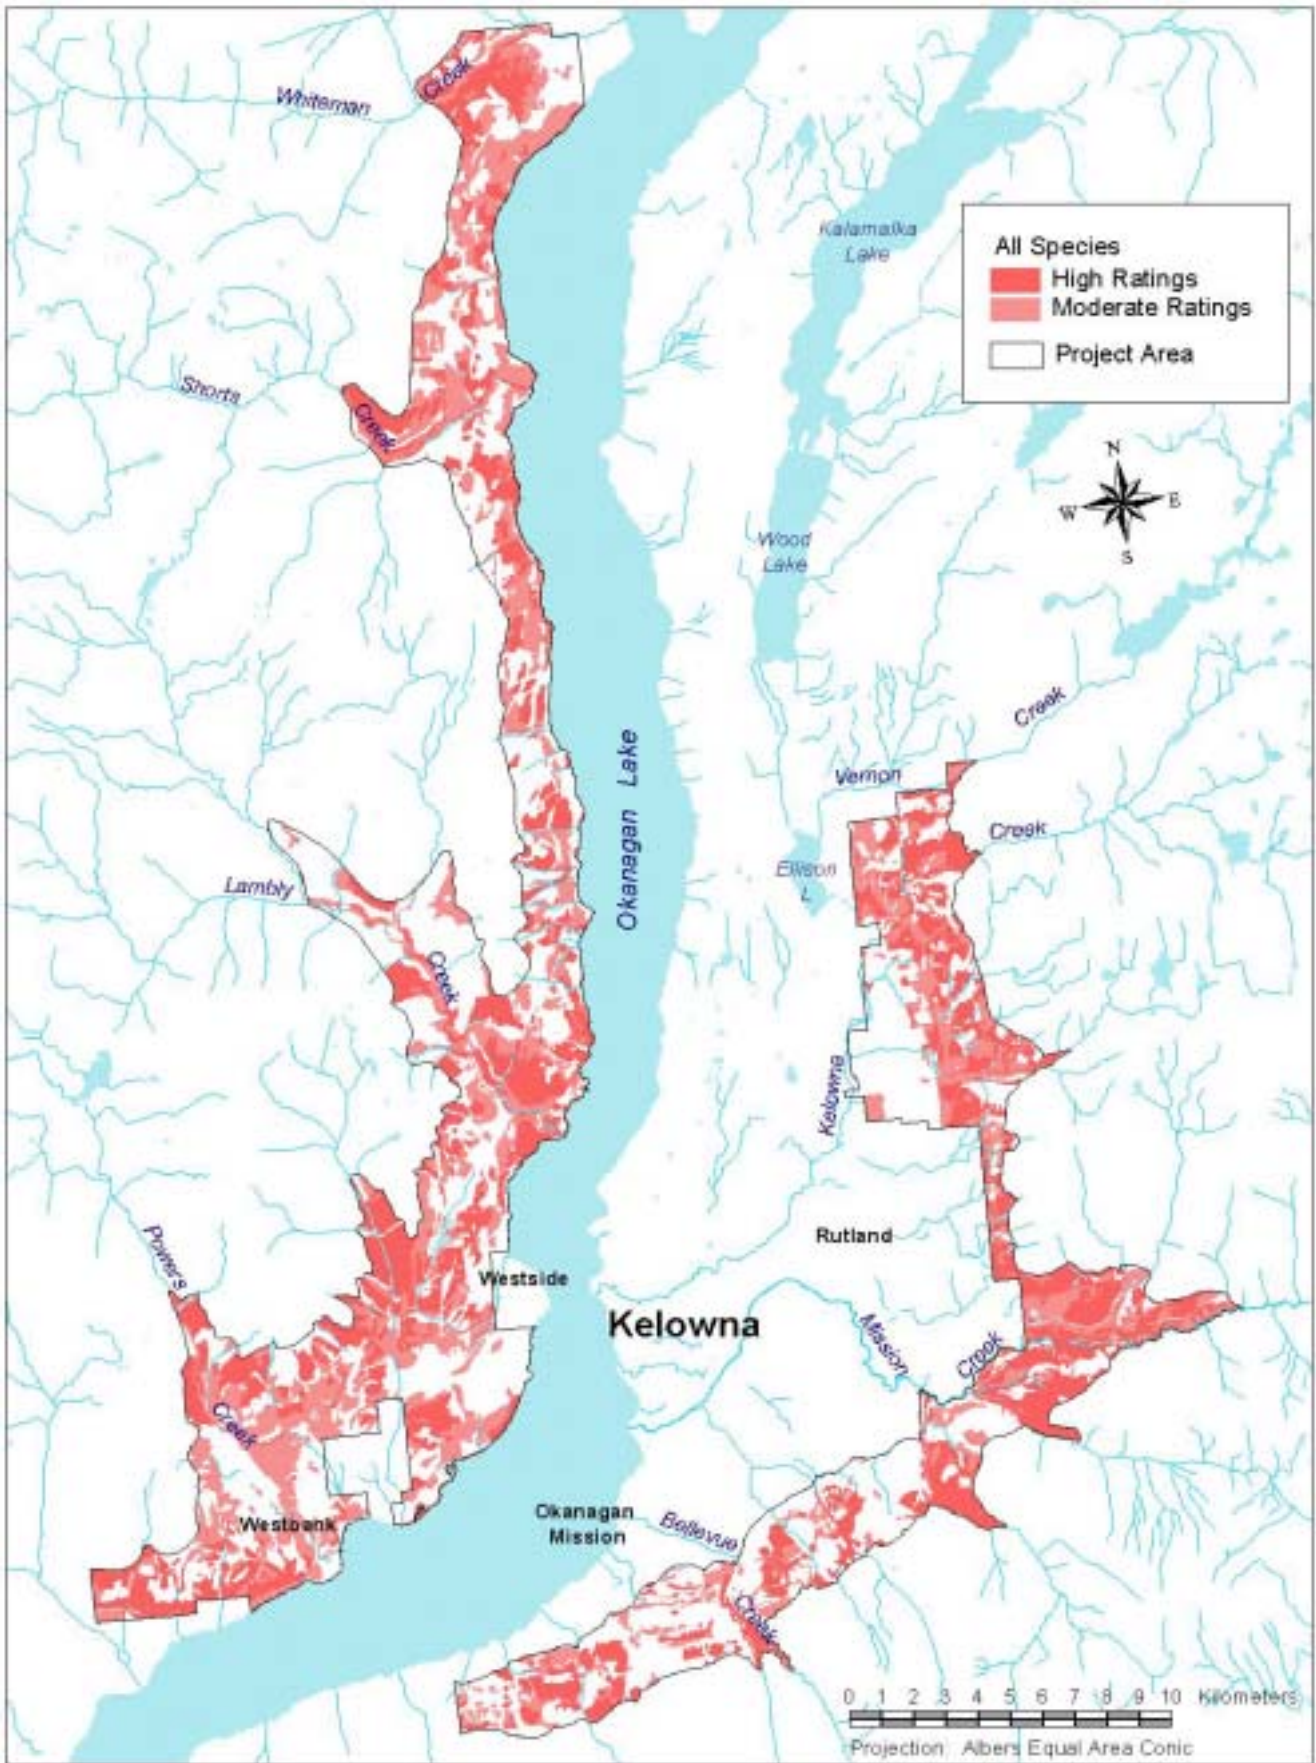 Whiteman
Creek
Kalamalka
Lake
All Species
High Ratings
Moderate Ratings
Project Area
Shorts
Creek
N
W
E
S
Wood
Lake
Creek
Vernon
Creek
Okanagan Lake
Ellison
L.
Lambly
Creek
Kelowna
Rutland
Powers
Westside
Kelowna
Mission
Creek
Creek
Westbank
Okanagan
Mission
Bellevue
Creek
0 1 2 3 4 5 6 7 8 9 10 Kilometers
Projection Albers Equal Area Conic